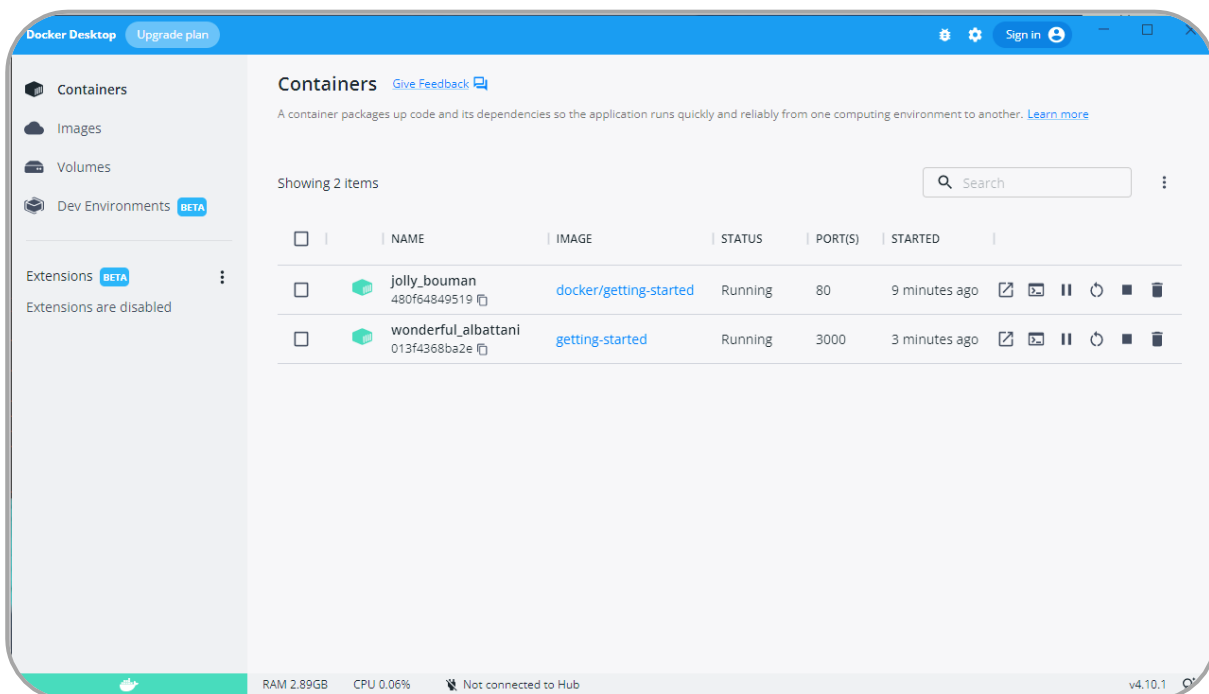 Docker Desktop Upgrade plan Sign in
Containers
Images
Volumes
Dev Environments BETA
Extensions BETA
Extensions are disabled
Containers Give Feedback
A container packages up code and its dependencies so the application runs quickly and reliably from one computing environment to another. Learn more
Showing 2 items Search
NAME IMAGE STATUS PORT(S) STARTED
jolly_bouman
480f64849519 docker/getting-started Running 80 9 minutes ago
wonderful_albattani
013f4368ba2e getting-started Running 3000 3 minutes ago
RAM 2.89GB CPU 0.06% Not connected to Hub v4.10.1